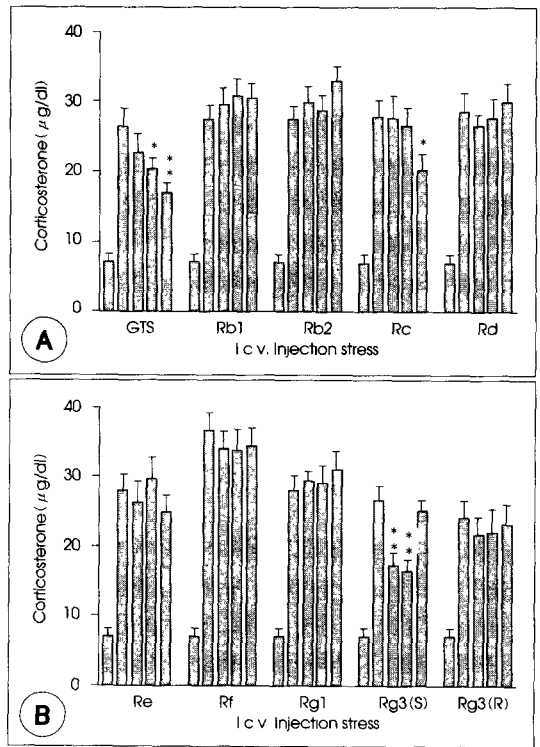 40
30
20
10
0
Corticosterone (μg/dl)
*
* *
*
GTS Rb1 Rb2 Rc Rd
I c v. Injection stress
A
40
30
20
10
0
Corticosterone (μg/dl)
* * * *
Re Rf Rg1 Rg3(S) Rg3(R)
I c v Injection stress
B